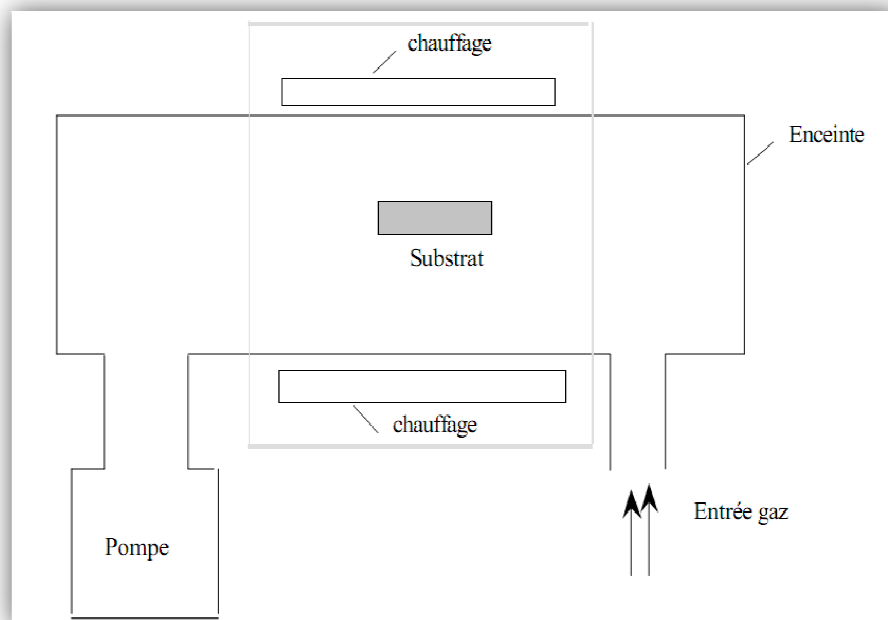 chauffage
Enceinte
Substrat
chauffage
Entrée gaz
Pompe